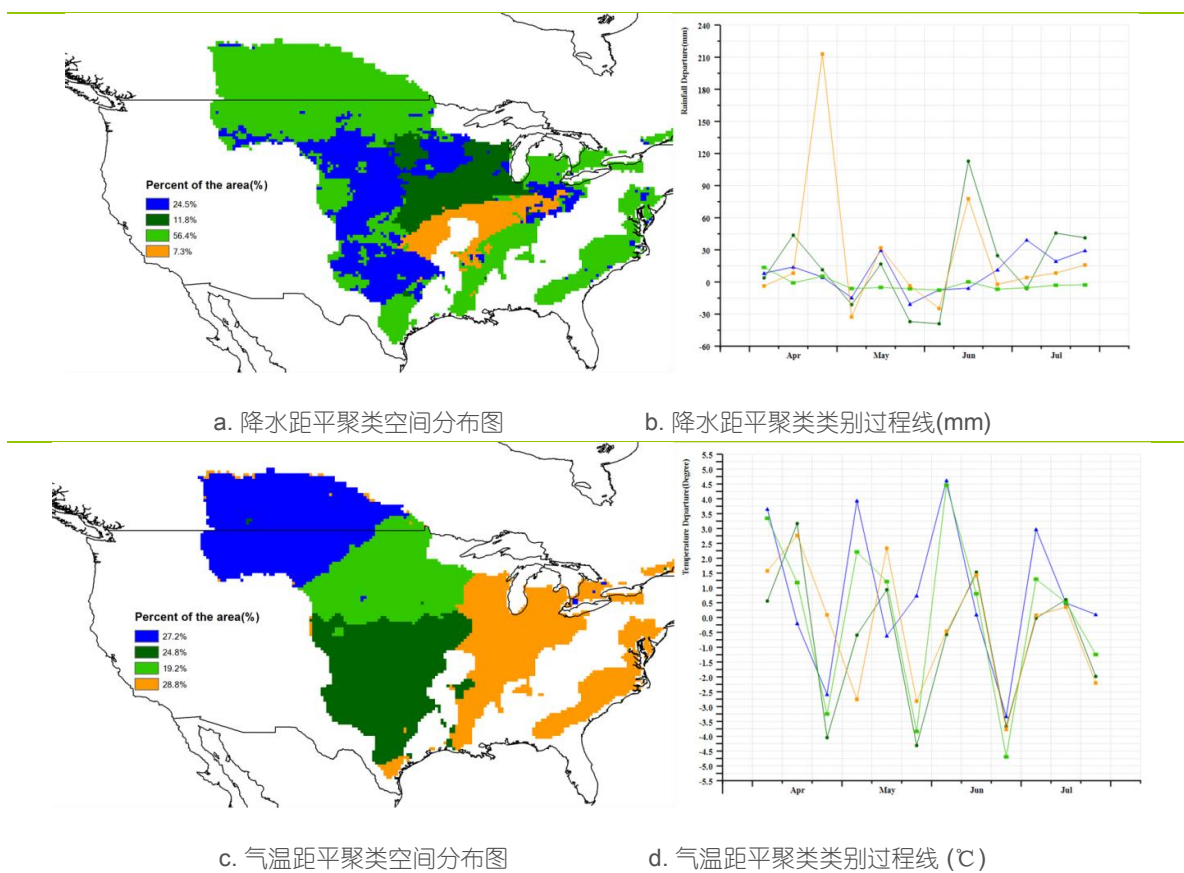 Percent of the area(%)
24.5%
11.8%
56.4%
7.3%
Rainfall Departure(mm)
240
210
180
150
120
90
60
30
0
-30
-60
Apr
May
Jun
Jul
a. 降水距平聚类空间分布图
b. 降水距平聚类类别过程线(mm)
Percent of the area(%)
27.2%
24.8%
19.2%
28.8%
Temperature Departure(Degree)
5.5
5.0
4.5
4.0
3.5
3.0
2.5
2.0
1.5
1.0
0.5
0.0
-0.5
-1.0
-1.5
-2.0
-2.5
-3.0
-3.5
-4.0
-4.5
-5.0
-5.5
Apr
May
Jun
Jul
c. 气温距平聚类空间分布图
d. 气温距平聚类类别过程线 (℃)